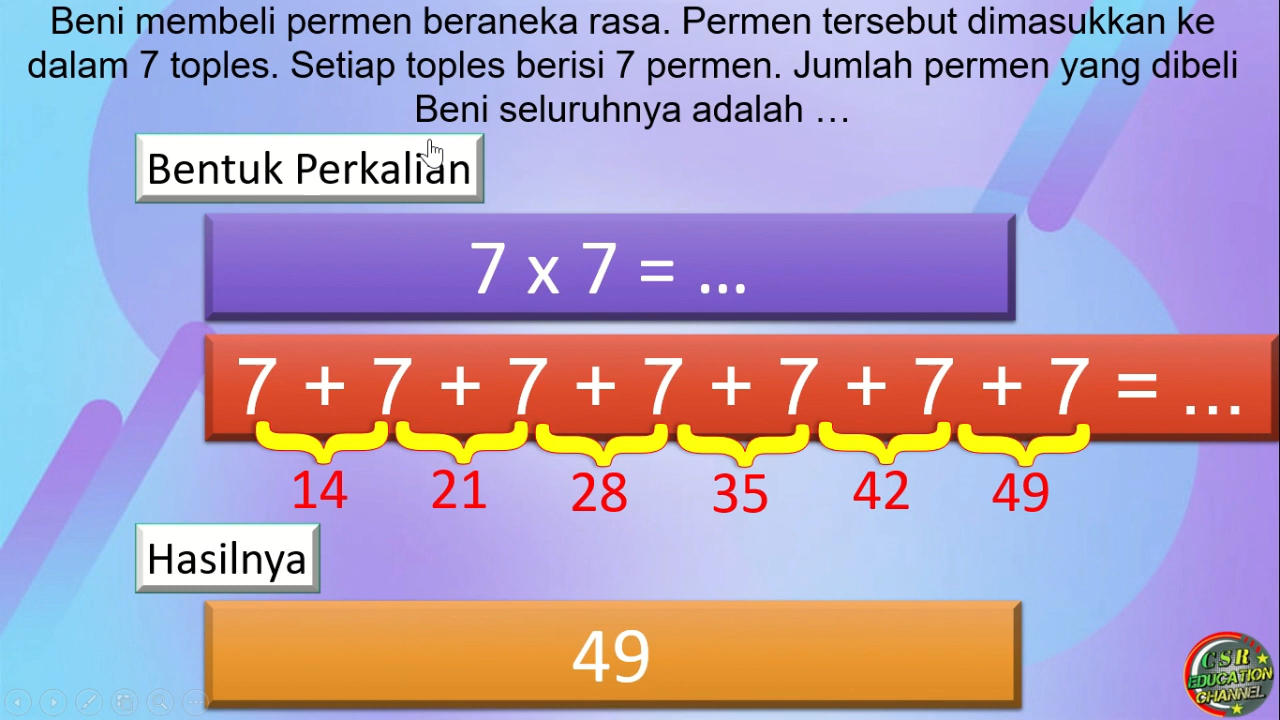 Beni membeli permen beraneka rasa. Permen tersebut dimasukkan ke
dalam 7 toples. Setiap toples berisi 7 permen. Jumlah permen yang dibeli
Beni seluruhnya adalah …
Bentuk Perkalian
7 x 7 = ...
7 + 7 + 7 + 7 + 7 + 7 + 7 = ...
14 21 28 35 42 49
Hasilnya
49
CSR
EDUCATION
CHANNEL